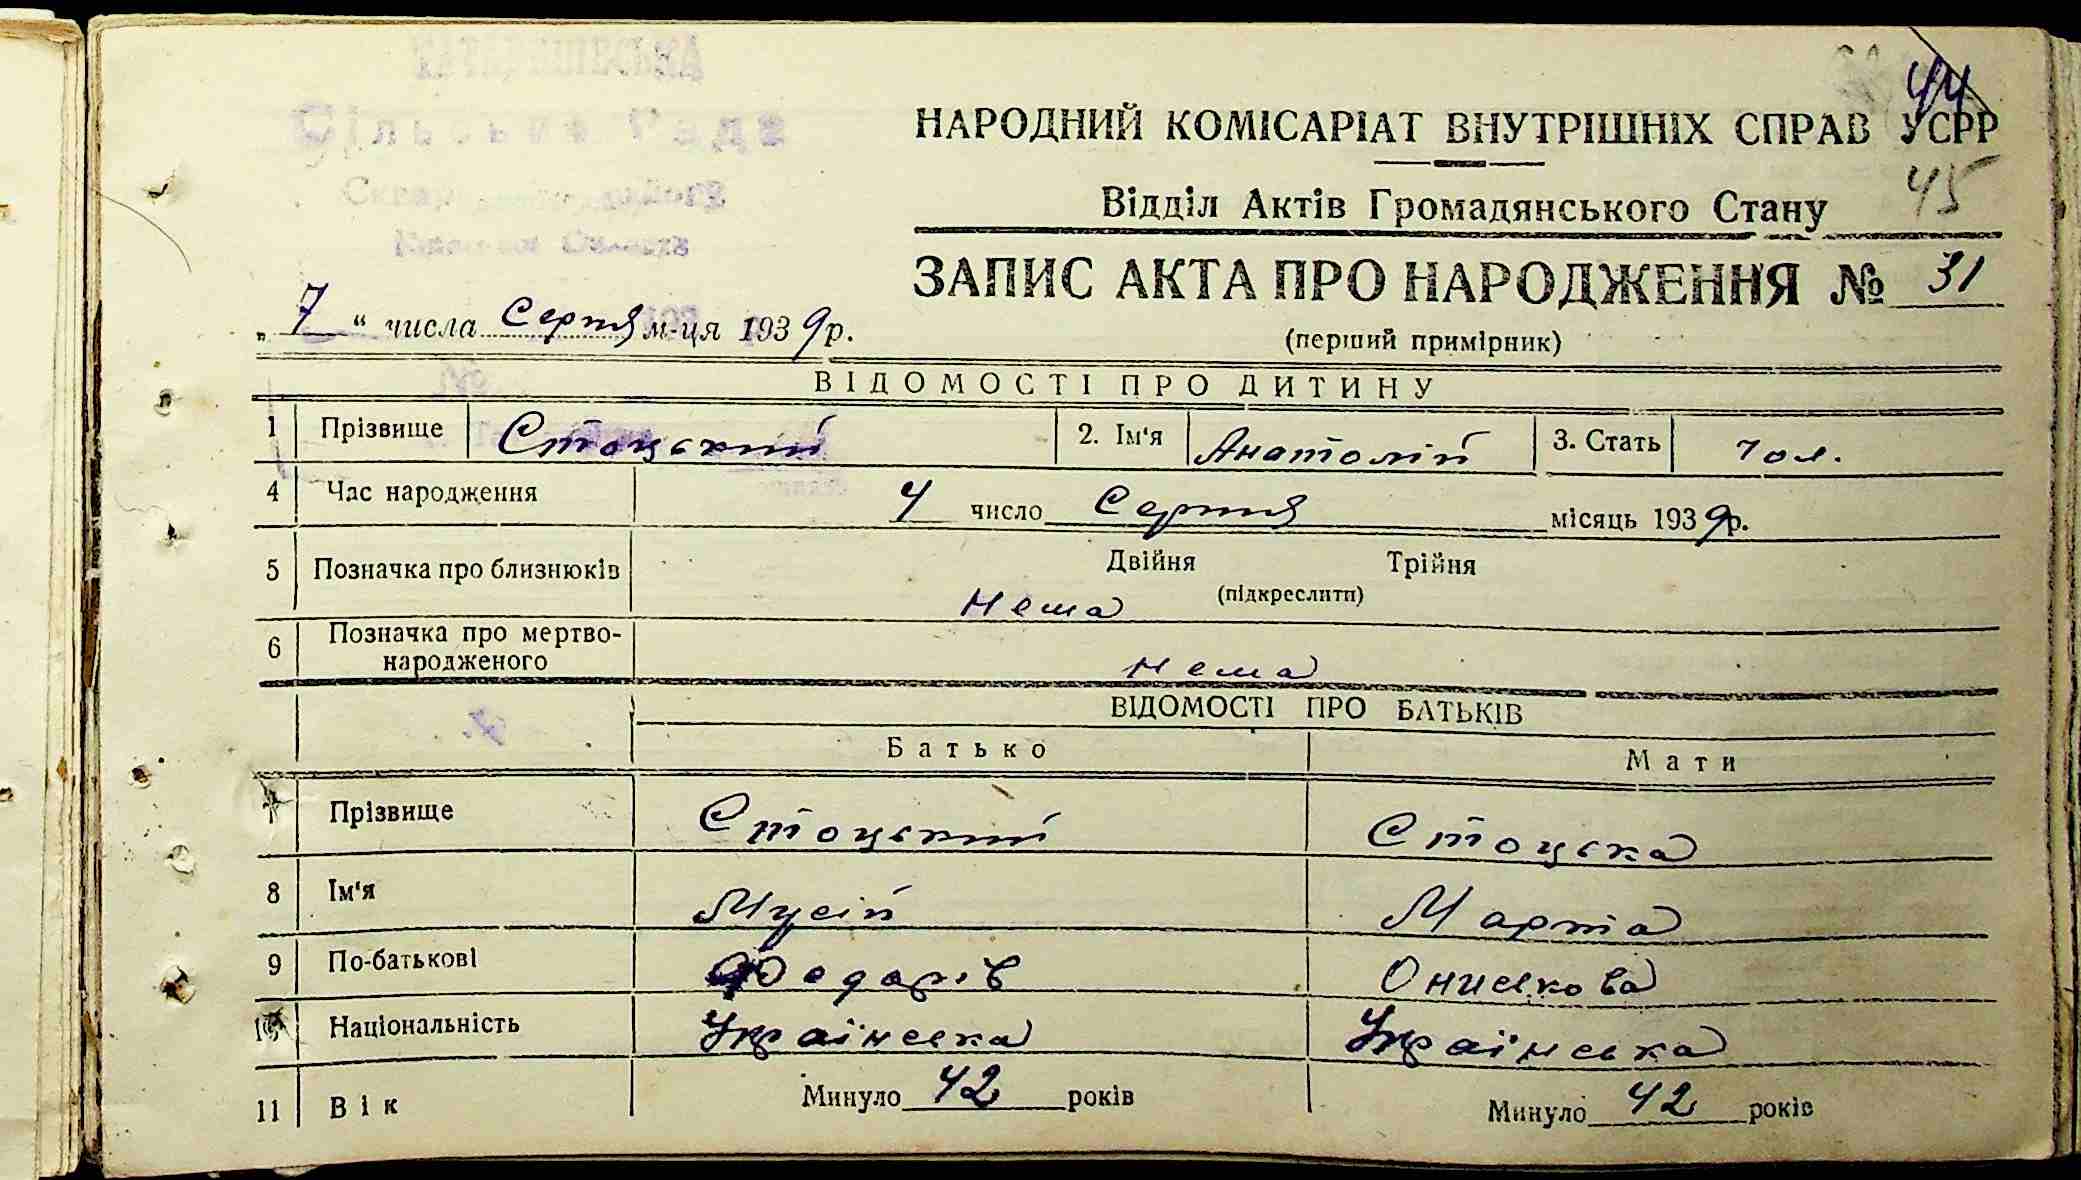 Сільська Рада
44
НАРОДНИЙ КОМІСАРІАТ ВНУТРІШНІХ СПРАВ УСРР
45
Відділ Актів Громадянського Стану
ЗАПИС АКТА ПРО НАРОДЖЕННЯ № 31
„ 7 “ числа Серпня м-ця 1939 р.
(перший примірник)
ВІДОМОСТІ ПРО ДИТИНУ
1 Прізвище Стоцький 2. Ім'я Анатолій 3. Стать чол.
4 Час народження 4 число Серпня місяць 1939р.
5 Позначка про близнюків Двійня Трійня
(підкреслити)
Нема
6 Позначка про мертво-
народженого нема
ВІДОМОСТІ ПРО БАТЬКІВ
Батько Мати
7 Прізвище Стоцький Стоцька
8 Ім'я Мусій Марта
9 По-батькові Федорів Ониськова
10 Національність Українська Українська
11 Вік Минуло 42 років Минуло 42 років